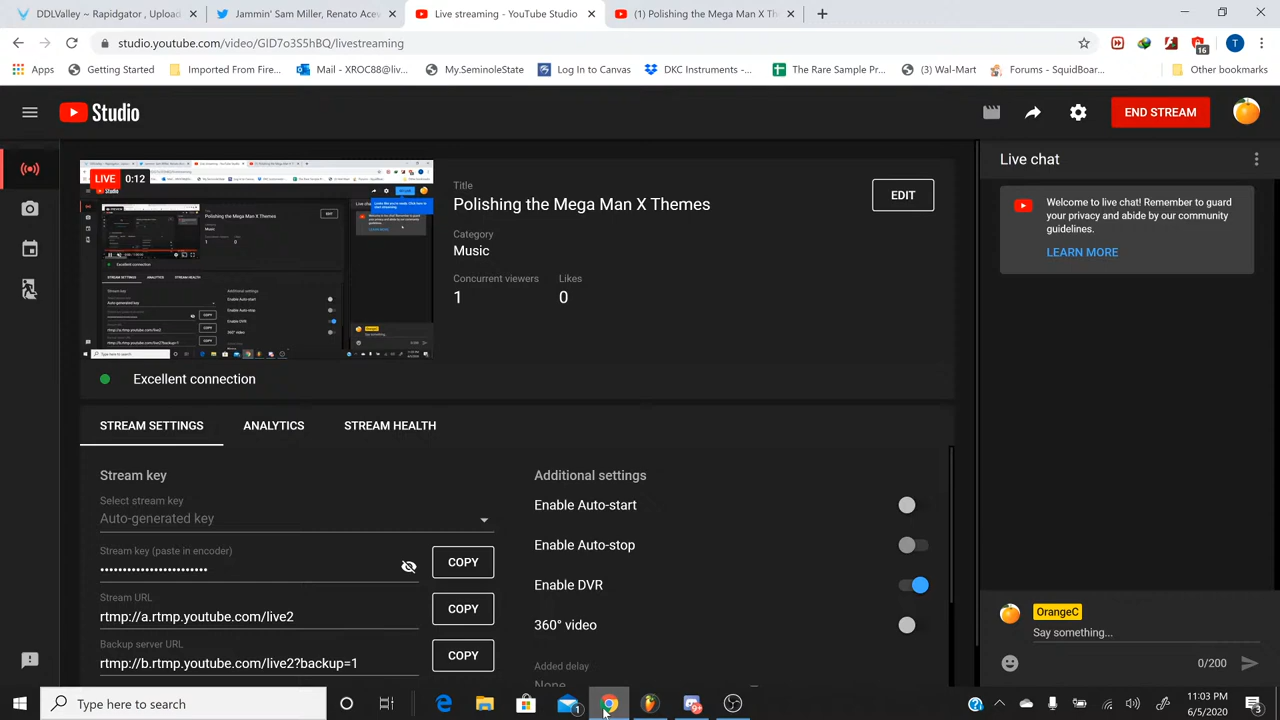 DDLValley ~ Rapidgator , Upload
Jammin' Sam Miller, Renato Acev
Live streaming - YouTube Studio
(1) Polishing the Mega Man X The
studio.youtube.com/video/GlD7o3S5hBQ/livestreaming
16
T
Apps
Getting Started
Imported From Fire...
Mail - XROC88@liv...
My.SeminoleState
Log In to Canvas
DKC Instruments -...
The Rare Sample Pr...
(3) Wal-Mart
Forums - SquidBoar...
Other bookmarks
Studio
END STREAM
LIVE 0:12
Title
Polishing the Mega Man X Themes
EDIT
Category
Music
Concurrent viewers
Likes
1
0
Excellent connection
STREAM SETTINGS
ANALYTICS
STREAM HEALTH
Stream key
Select stream key
Auto-generated key
Stream key (paste in encoder)
••••••••••••••••••••••••
COPY
Stream URL
rtmp://a.rtmp.youtube.com/live2
COPY
Backup server URL
rtmp://b.rtmp.youtube.com/live2?backup=1
COPY
Additional settings
Enable Auto-start
Enable Auto-stop
Enable DVR
360° video
Added delay
None
Live chat
Welcome to live chat! Remember to guard
your privacy and abide by our community
guidelines.
LEARN MORE
OrangeC
Say something...
0/200
Type here to search
1
11:03 PM
6/5/2020
3